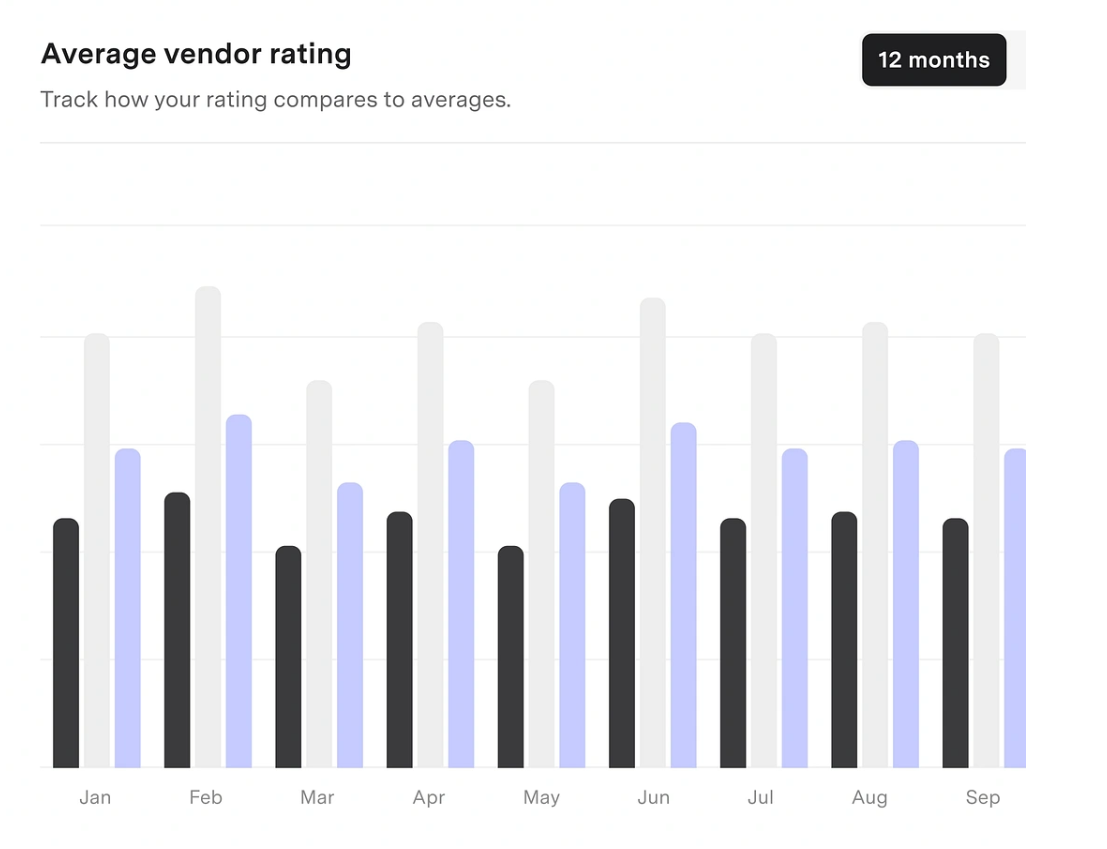 Average vendor rating
12 months
Track how your rating compares to averages.
Jan Feb Mar Apr May Jun Jul Aug Sep